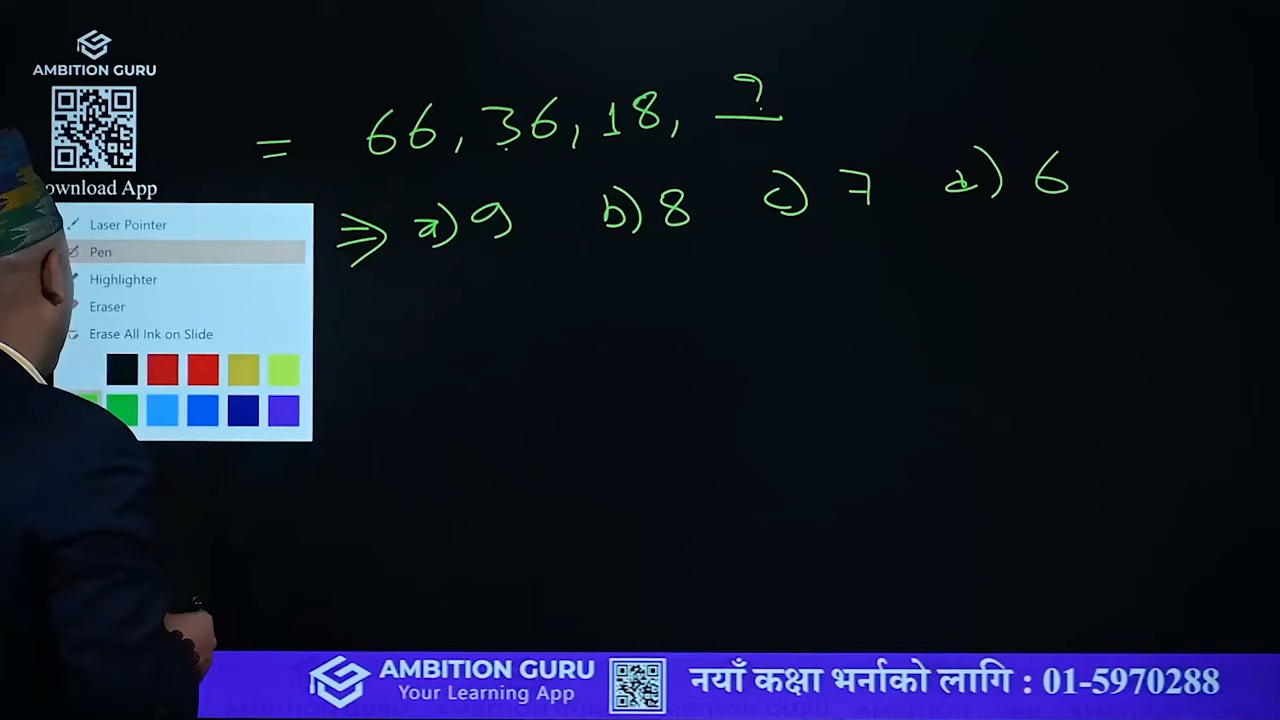 AMBITION GURU
ownload App
= 66, 36, 18, ?
⇒ a) 9 b) 8 c) 7 d) 6
Laser Pointer
Pen
Highlighter
Eraser
Erase All Ink on Slide
AMBITION GURU
Your Learning App
नयाँ कक्षा भर्नाको लागि : 01-5970288